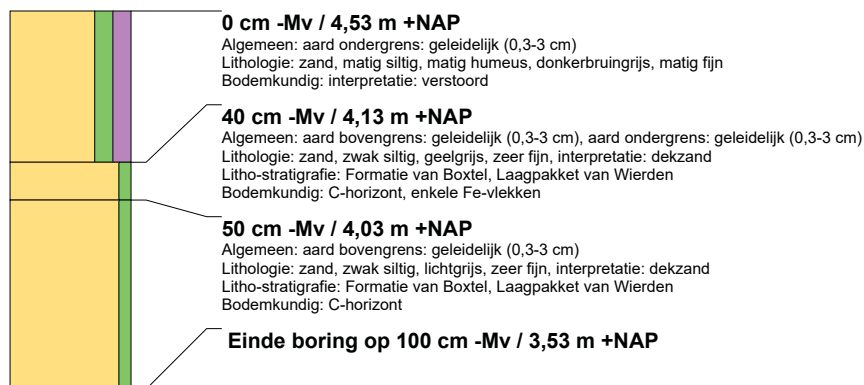 0 cm -Mv / 4,53 m +NAP
Algemeen: aard ondergrens: geleidelijk (0,3-3 cm)
Lithologie: zand, matig siltig, matig humeus, donkerbruingrijs, matig fijn
Bodemkundig: interpretatie: verstoord
40 cm -Mv / 4,13 m +NAP
Algemeen: aard bovengrens: geleidelijk (0,3-3 cm), aard ondergrens: geleidelijk (0,3-3 cm)
Lithologie: zand, zwak siltig, geelgrijs, zeer fijn, interpretatie: dekzand
Litho-stratigrafie: Formatie van Boxtel, Laagpakket van Wierden
Bodemkundig: C-horizont, enkele Fe-vlekken
50 cm -Mv / 4,03 m +NAP
Algemeen: aard bovengrens: geleidelijk (0,3-3 cm)
Lithologie: zand, zwak siltig, lichtgrijs, zeer fijn, interpretatie: dekzand
Litho-stratigrafie: Formatie van Boxtel, Laagpakket van Wierden
Bodemkundig: C-horizont
Einde boring op 100 cm -Mv / 3,53 m +NAP